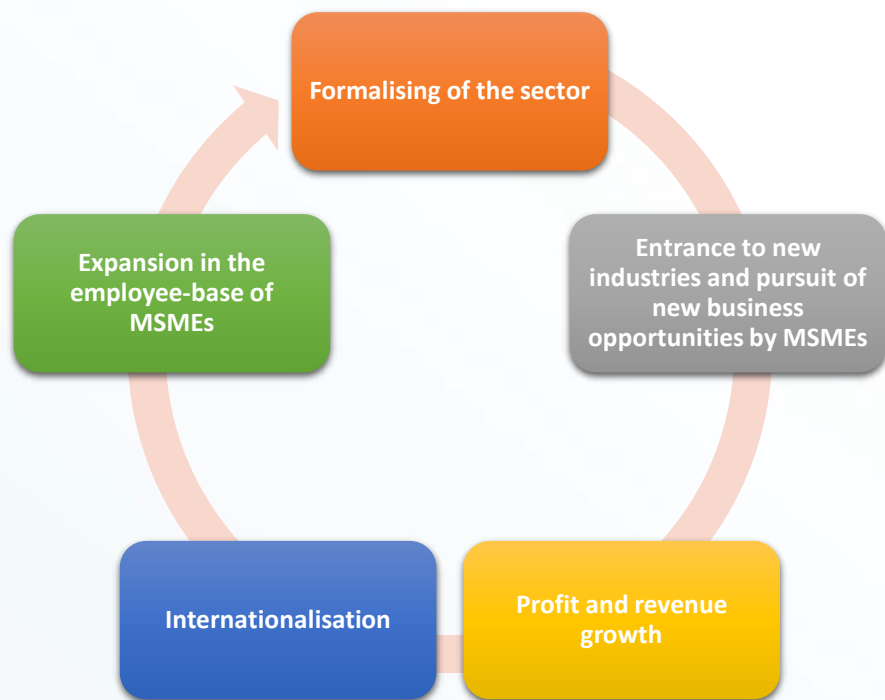 Formalising of the sector
Entrance to new
industries and pursuit of
new business
opportunities by MSMEs
Profit and revenue
growth
Internationalisation
Expansion in the
employee-base of
MSMEs